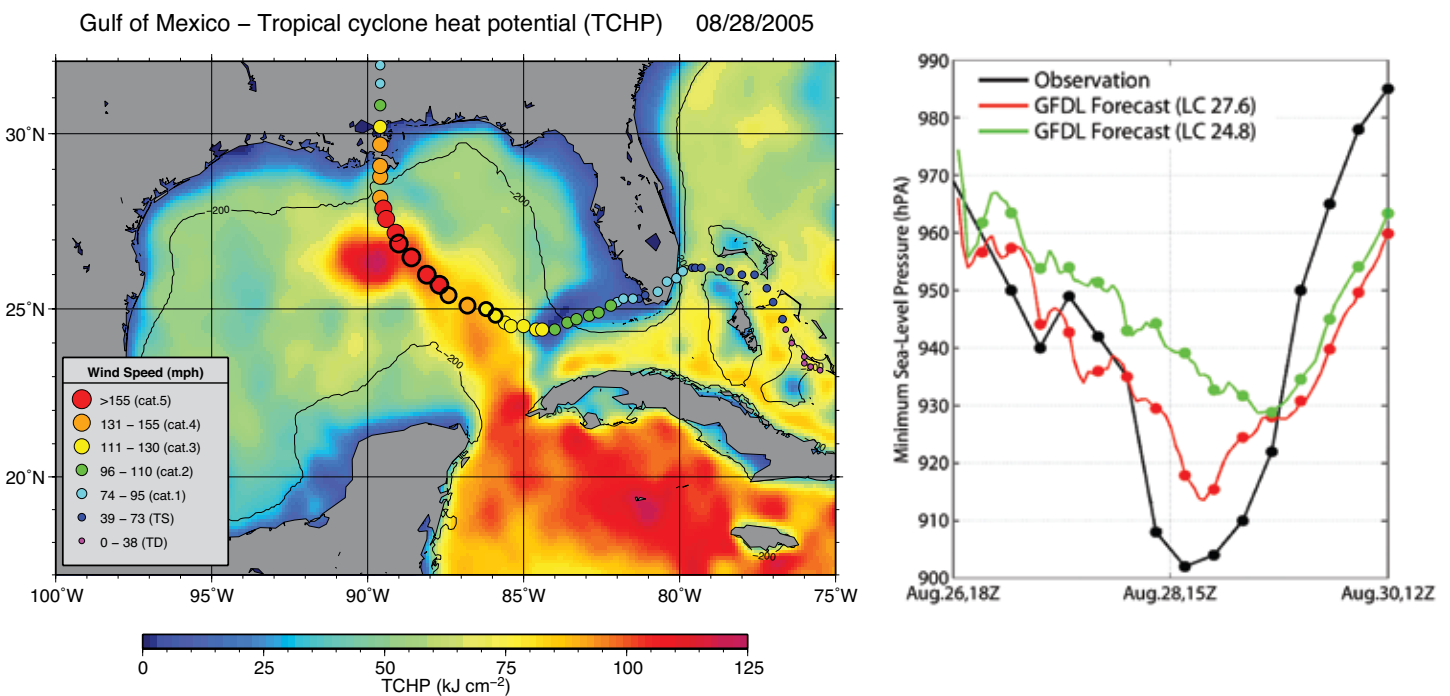 Gulf of Mexico − Tropical cyclone heat potential (TCHP) 08/28/2005
30˚N
25˚N
20˚N
100˚W 95˚W 90˚W 85˚W 80˚W 75˚W
−200
−200
−200
−200
Wind Speed (mph)
>155 (cat.5)
131 − 155 (cat.4)
111 − 130 (cat.3)
96 − 110 (cat.2)
74 − 95 (cat.1)
39 − 73 (TS)
0 − 38 (TD)
0 25 50 75 100 125
TCHP (kJ cm−2)
Minimum Sea-Level Pressure (hPA)
990
980
970
960
950
940
930
920
910
900
Observation
GFDL Forecast (LC 27.6)
GFDL Forecast (LC 24.8)
Aug.26,18Z Aug.28,15Z Aug.30,12Z